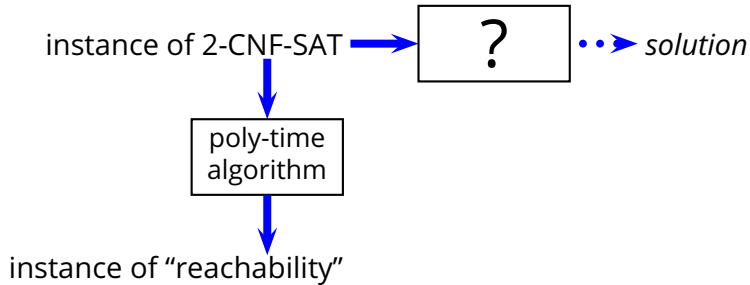 instance of 2-CNF-SAT
?
solution
poly-time
algorithm
instance of “reachability”